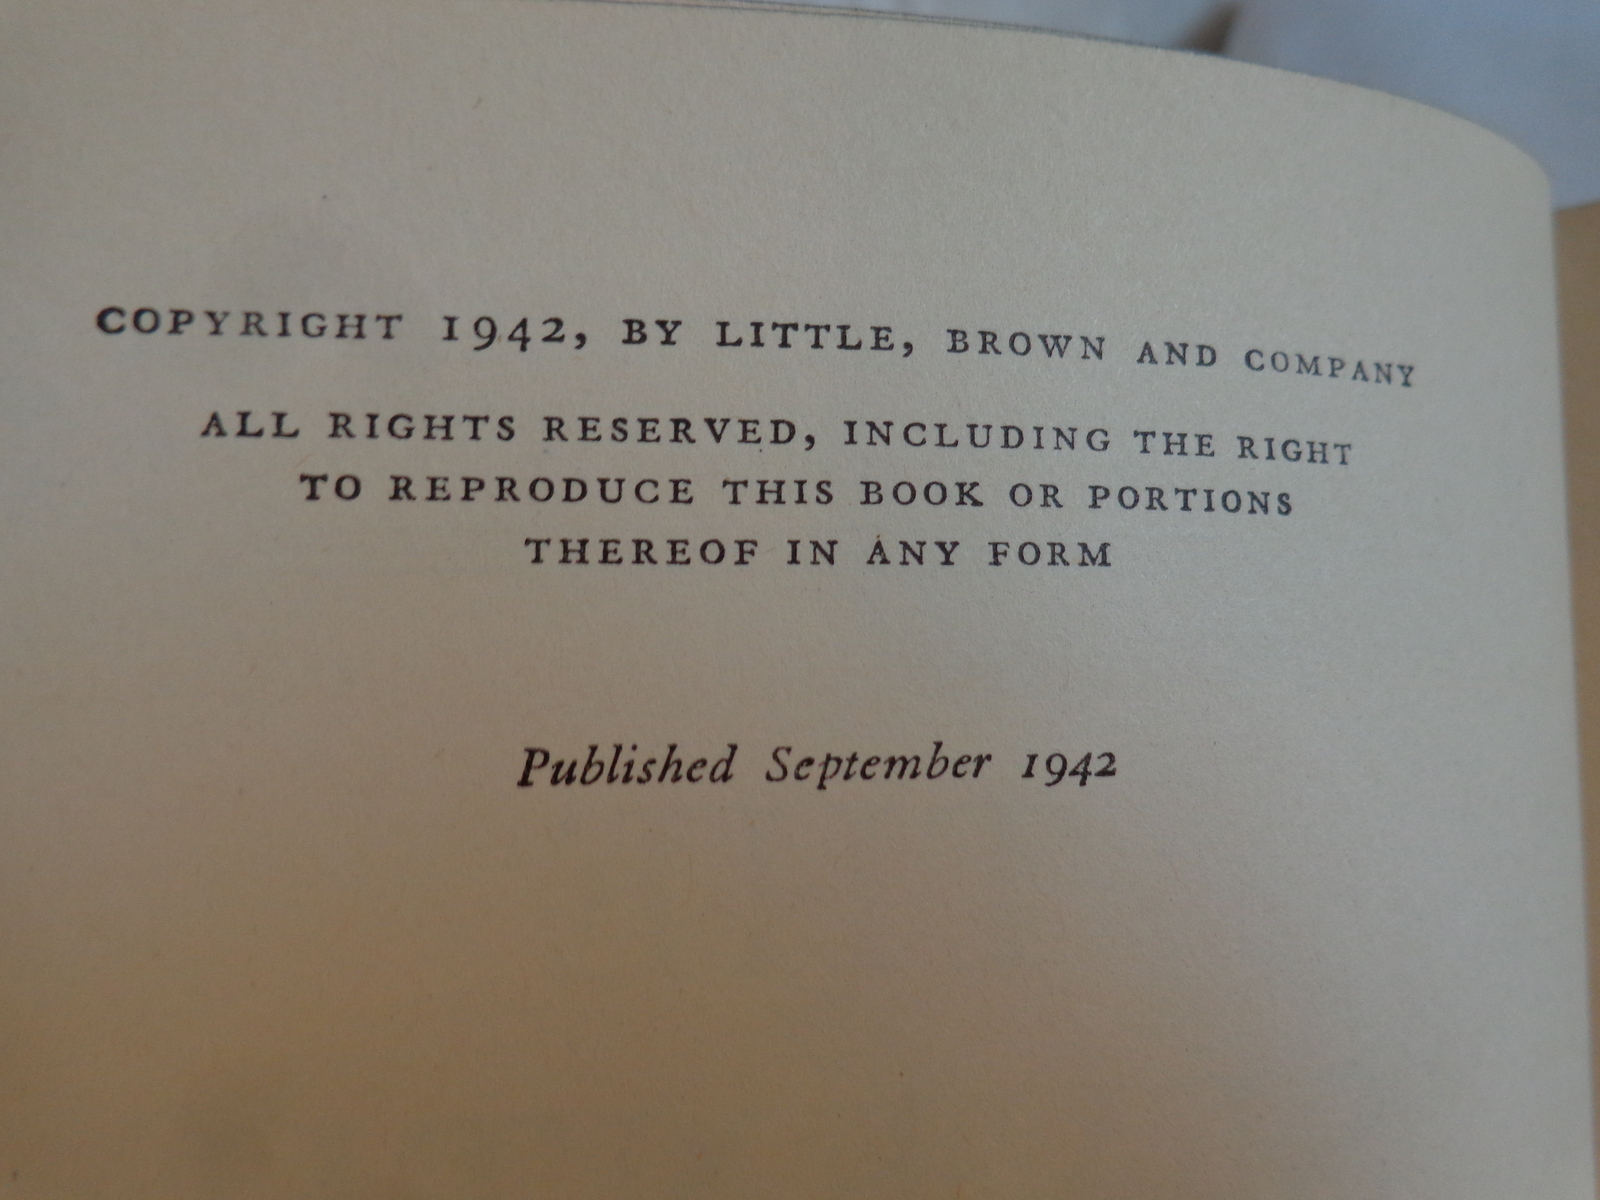 COPYRIGHT 1942, BY LITTLE, BROWN AND COMPANY
ALL RIGHTS RESERVED, INCLUDING THE RIGHT
TO REPRODUCE THIS BOOK OR PORTIONS
THEREOF IN ANY FORM
Published September 1942